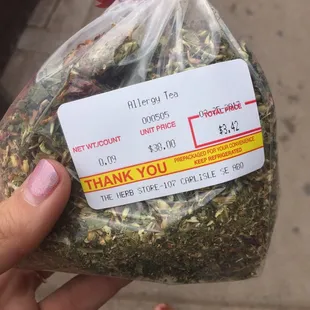 Allergy Tea
000505
NET WT./COUNT UNIT PRICE TOTAL PRICE
0.09 $38.00 $3.42
THANK YOU PREPACKAGED FOR YOUR CONVENIENCE
KEEP REFRIGERATED
THE HERB STORE-107 CARLISLE SE ABQ